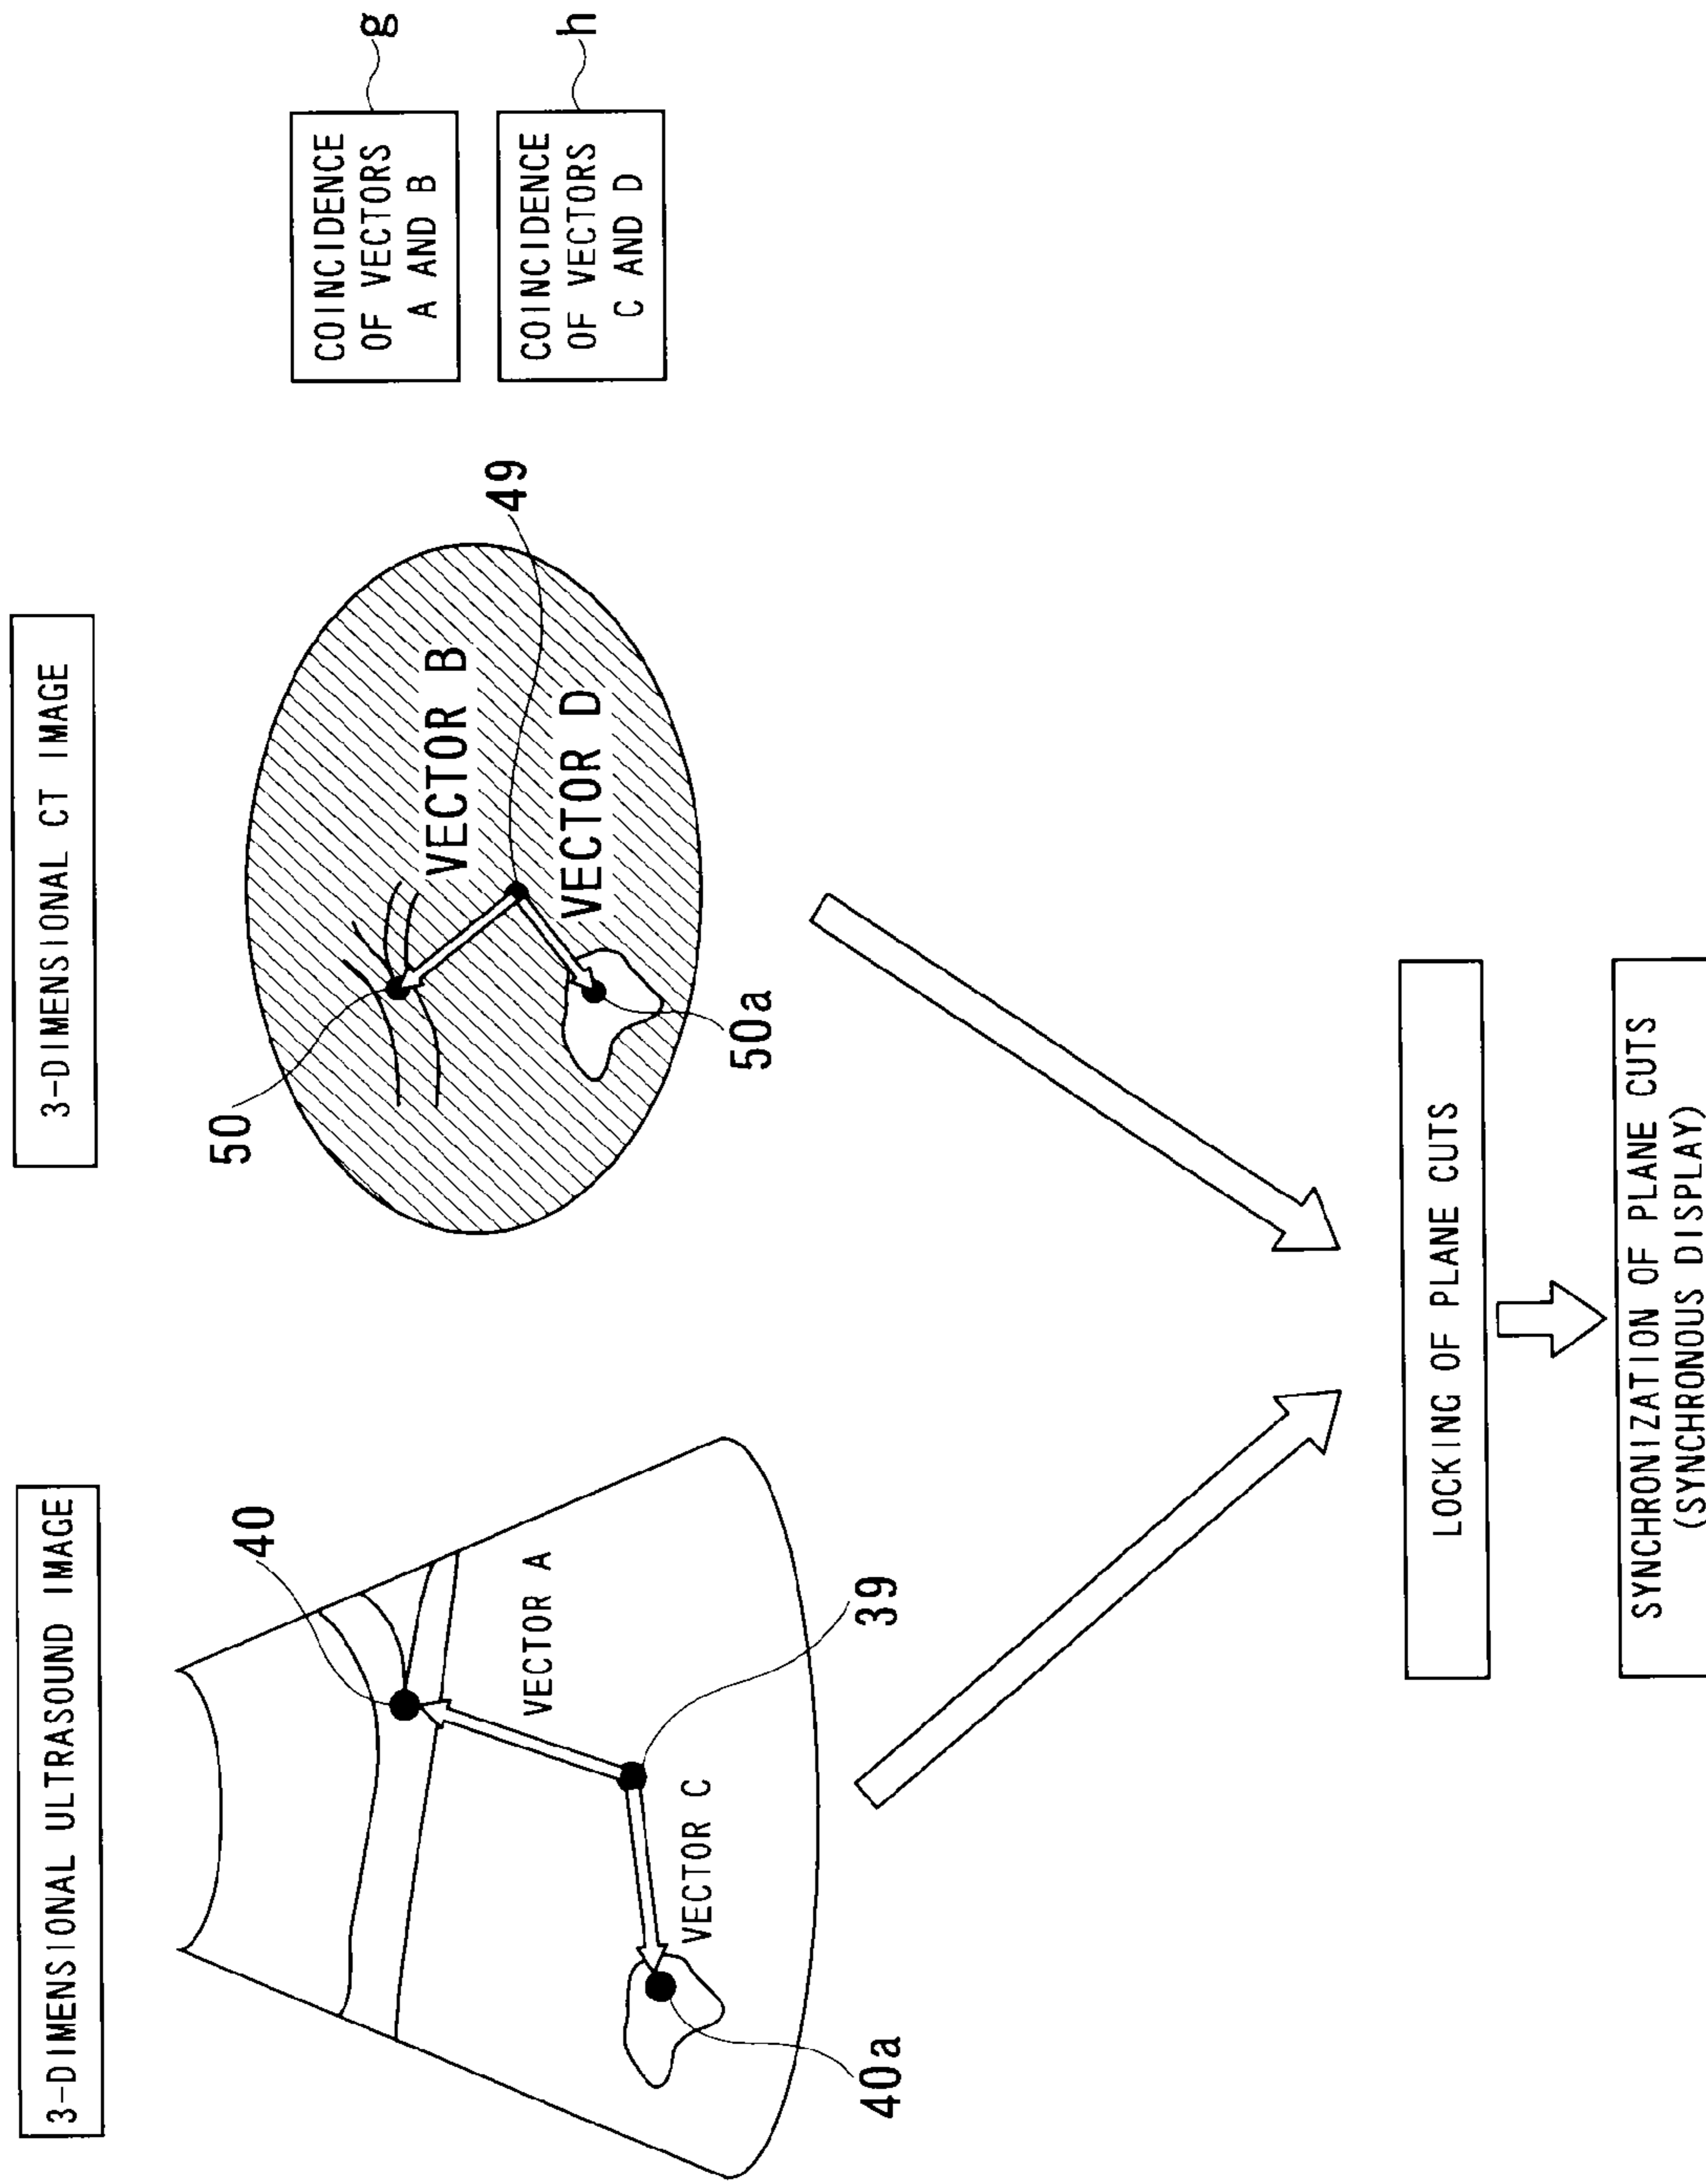 3-DIMENSIONAL ULTRASOUND IMAGE
3-DIMENSIONAL CT IMAGE
40
VECTOR A
VECTOR C
39
40a
50
VECTOR B
VECTOR D
49
50a
COINCIDENCE
OF VECTORS
A AND B
g
COINCIDENCE
OF VECTORS
C AND D
h
LOCKING OF PLANE CUTS
SYNCHRONIZATION OF PLANE CUTS
(SYNCHRONOUS DISPLAY)